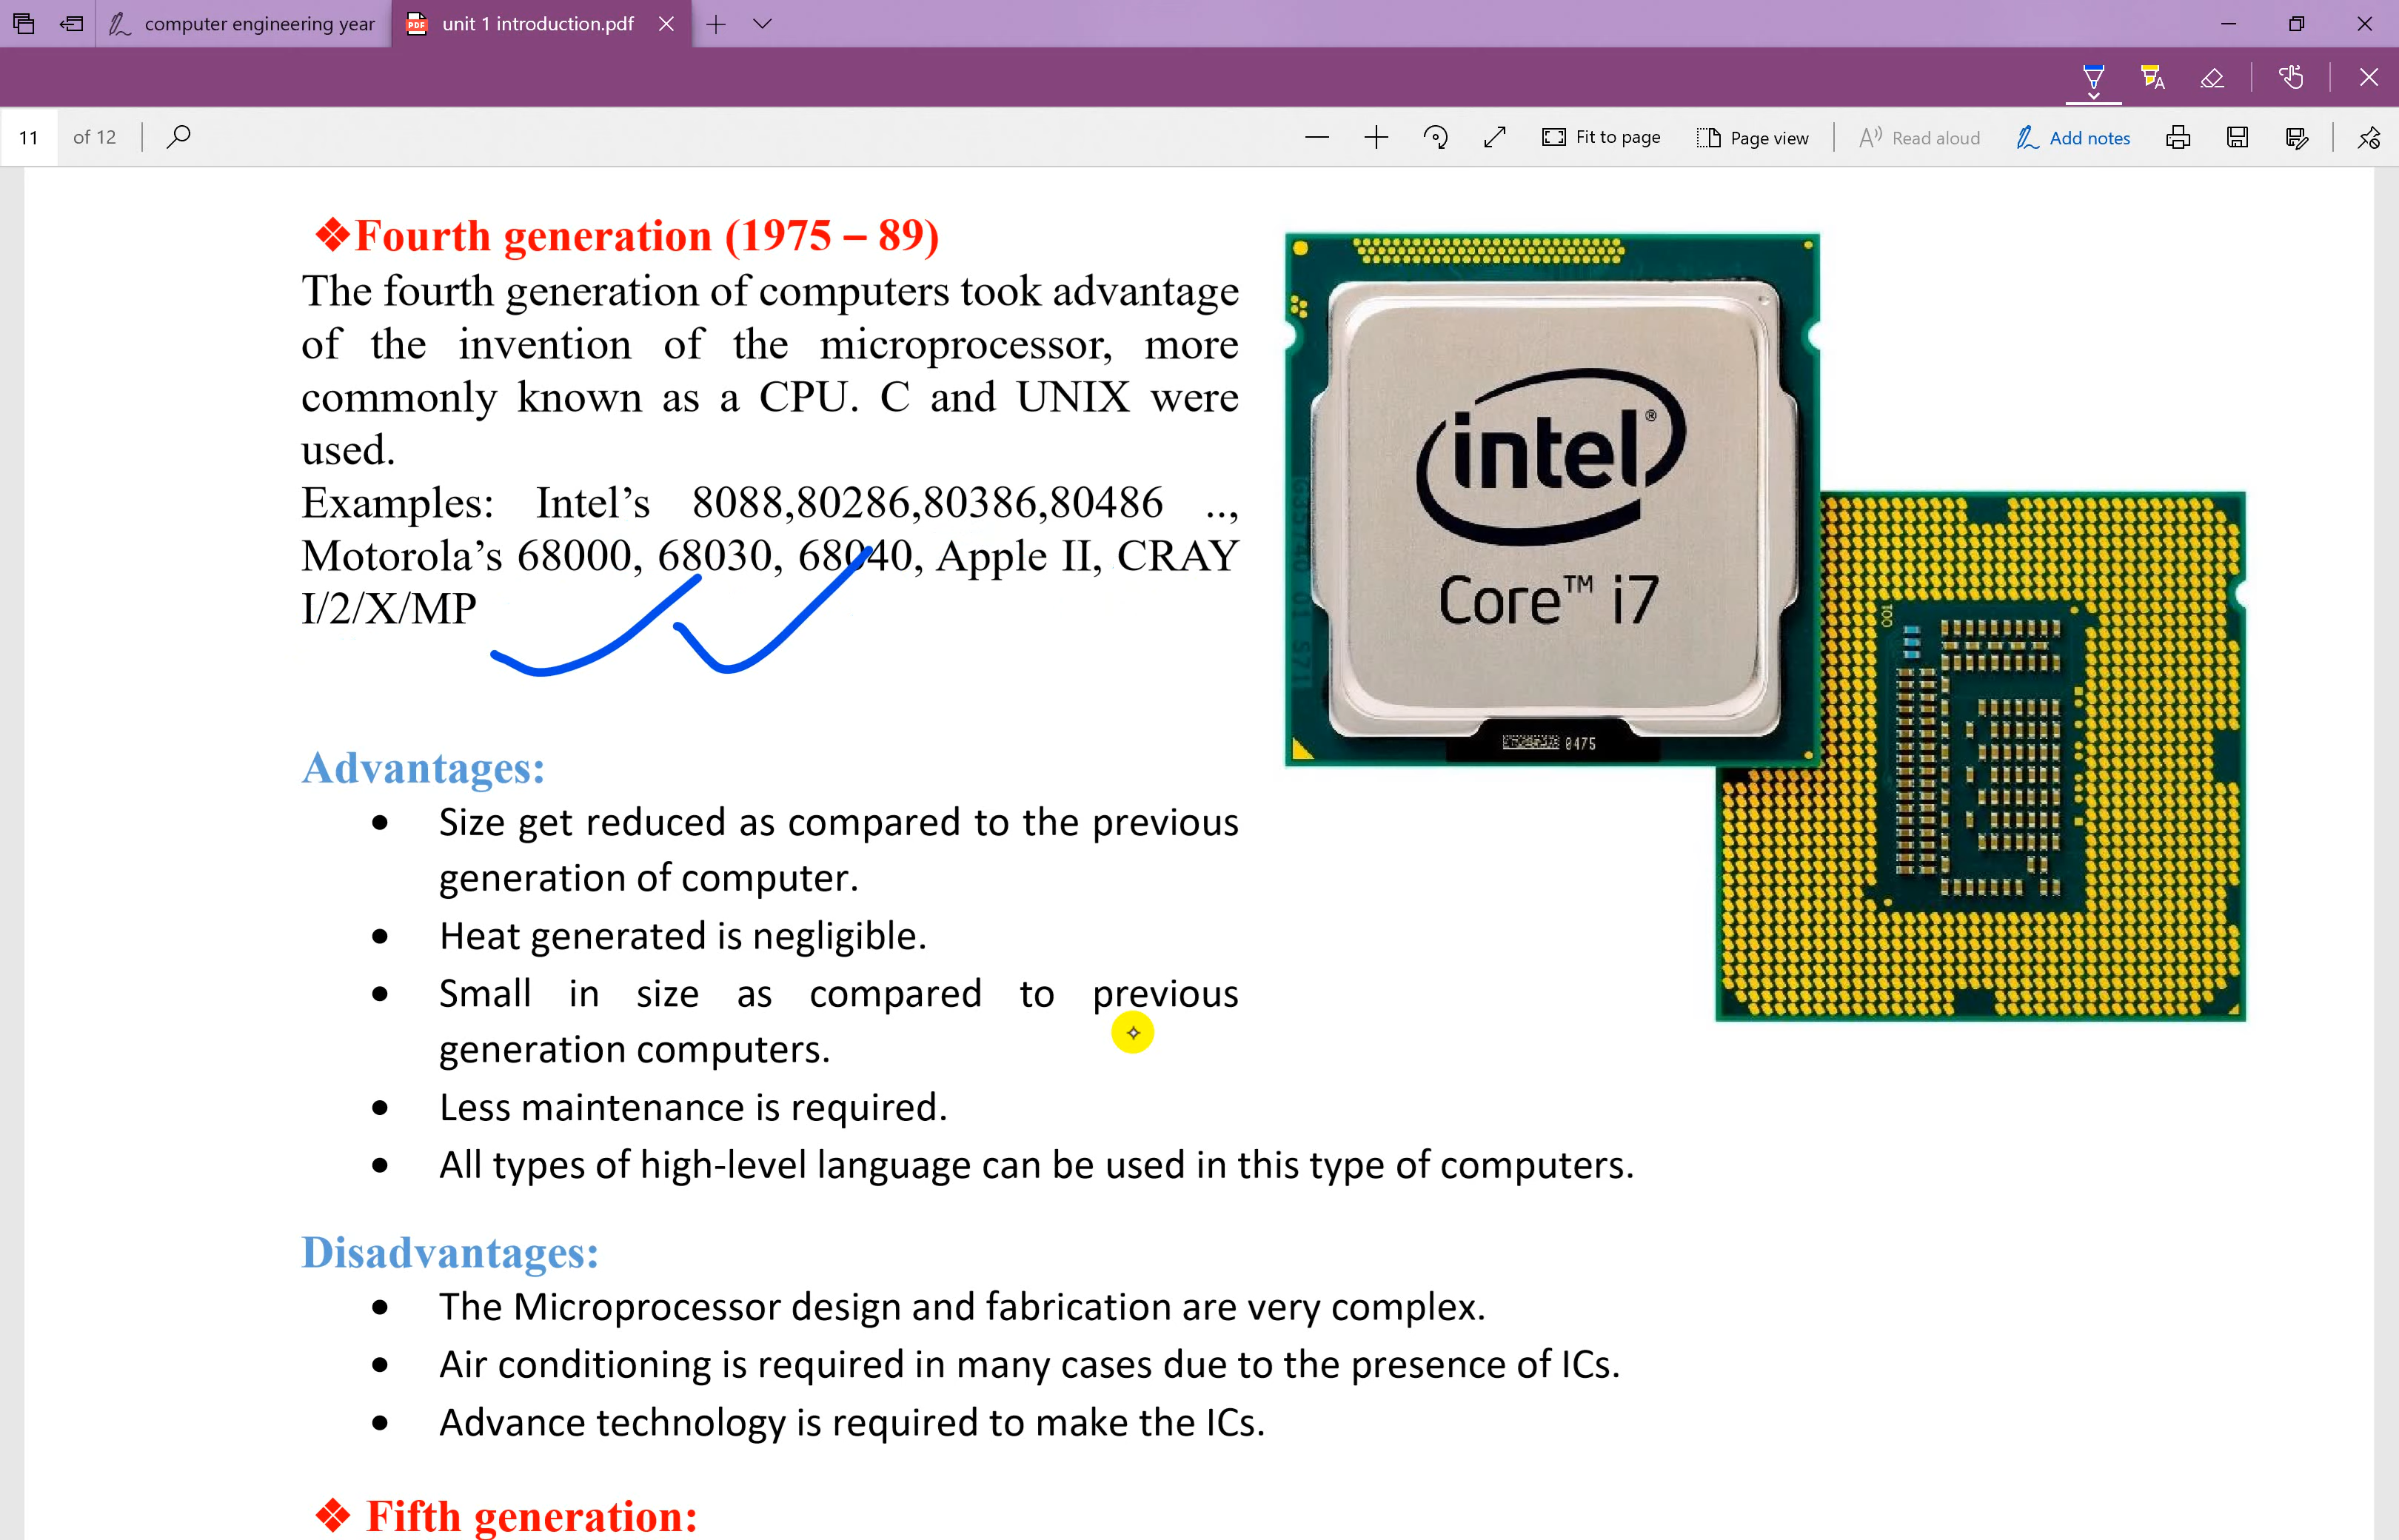 computer engineering year
unit 1 introduction.pdf
11 of 12
Fit to page
Page view
Read aloud
Add notes
❖Fourth generation (1975 – 89)
The fourth generation of computers took advantage
of the invention of the microprocessor, more
commonly known as a CPU. C and UNIX were
used.
Examples: Intel’s 8088,80286,80386,80486 ..,
Motorola’s 68000, 68030, 68040, Apple II, CRAY
I/2/X/MP
intel®
Core™ i7
0475
001
Advantages:
• Size get reduced as compared to the previous
generation of computer.
• Heat generated is negligible.
• Small in size as compared to previous
generation computers.
• Less maintenance is required.
• All types of high-level language can be used in this type of computers.
Disadvantages:
• The Microprocessor design and fabrication are very complex.
• Air conditioning is required in many cases due to the presence of ICs.
• Advance technology is required to make the ICs.
❖ Fifth generation: